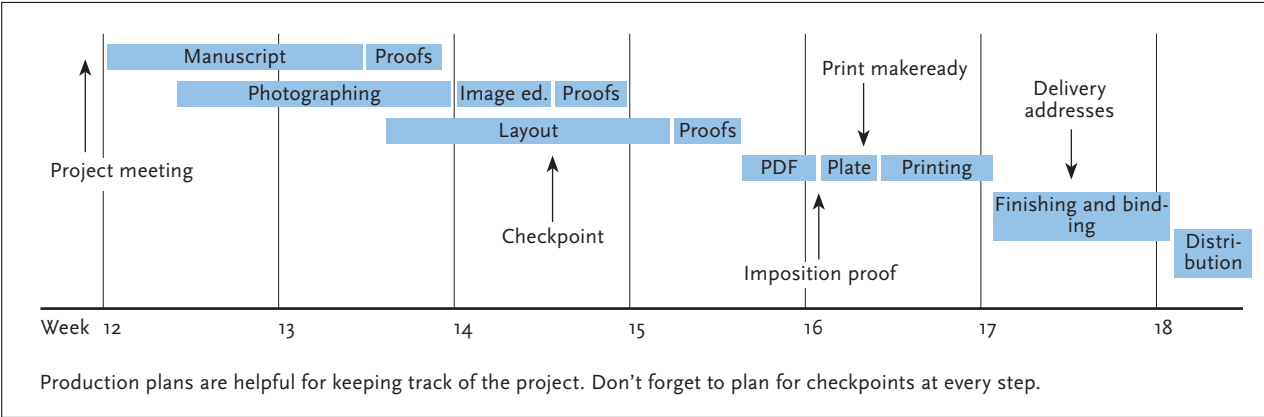 Manuscript
Proofs
Print makeready
Delivery
addresses
Photographing
Image ed.
Proofs
Layout
Proofs
Project meeting
PDF
Plate
Printing
Finishing and bind-
ing
Checkpoint
Distri-
bution
Imposition proof
Week 12 13 14 15 16 17 18
Production plans are helpful for keeping track of the project. Don’t forget to plan for checkpoints at every step.